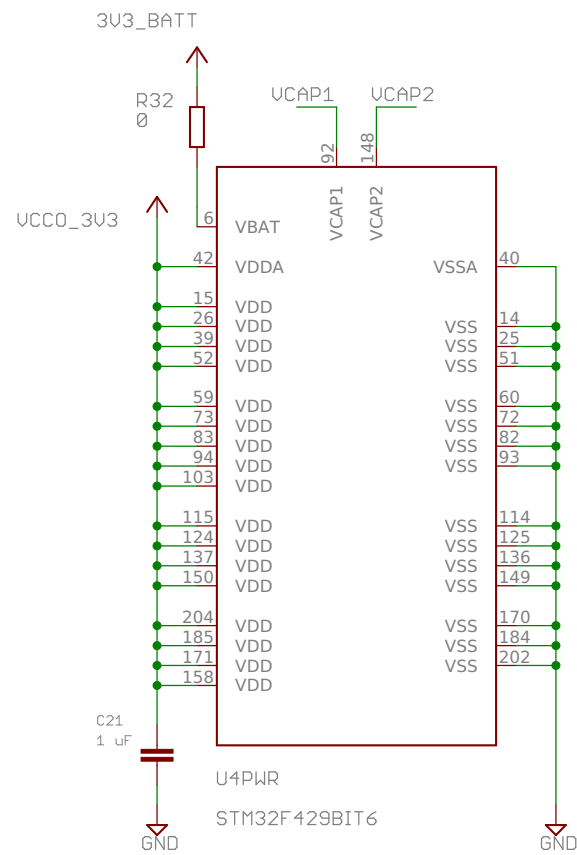 3V3_BATT
R32
0
VCAP1 VCAP2
92 148
VCAP1 VCAP2
VCCO_3V3
6 VBAT
42 VDDA VSSA 40
15 VDD
26 VDD VSS 14
39 VDD VSS 25
52 VDD VSS 51
59 VDD VSS 60
73 VDD VSS 72
83 VDD VSS 82
94 VDD VSS 93
103 VDD
115 VDD VSS 114
124 VDD VSS 125
137 VDD VSS 136
150 VDD VSS 149
204 VDD VSS 170
185 VDD VSS 184
171 VDD VSS 202
158 VDD
C21
1 uF
U4PWR
STM32F429BIT6
GND GND